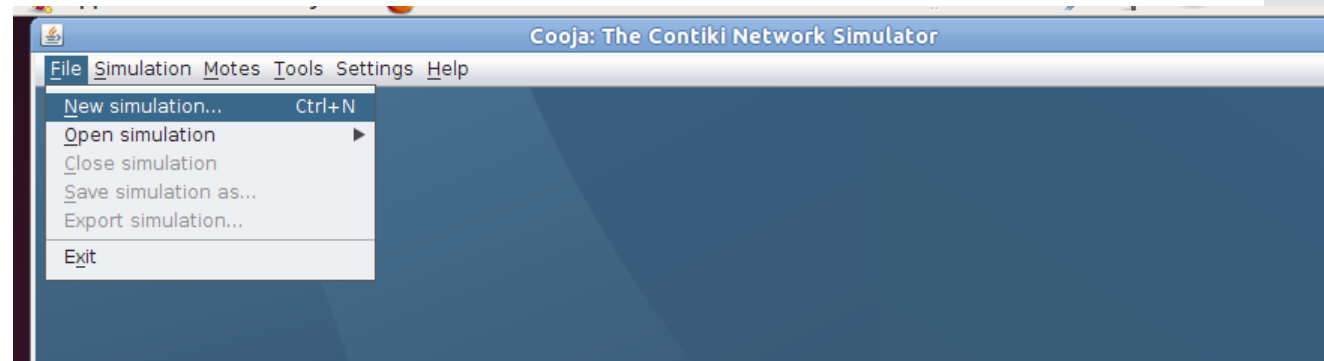 Cooja: The Contiki Network Simulator
File Simulation Motes Tools Settings Help
New simulation... Ctrl+N
Open simulation
Close simulation
Save simulation as...
Export simulation...
Exit